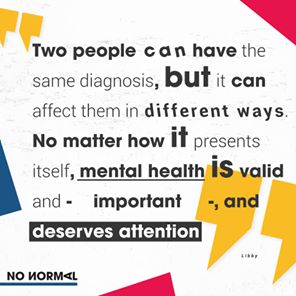 Two people can have the
same diagnosis, but it can
affect them in different ways.
No matter how it presents
itself, mental health is valid
and - important -, and
deserves attention
Libby
NO NORMAL